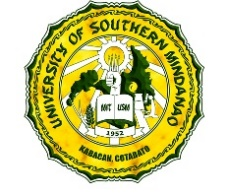 UNIVERSITY OF SOUTHERN MINDANAO
MIT USM
1952
KABACAN, COTABATO